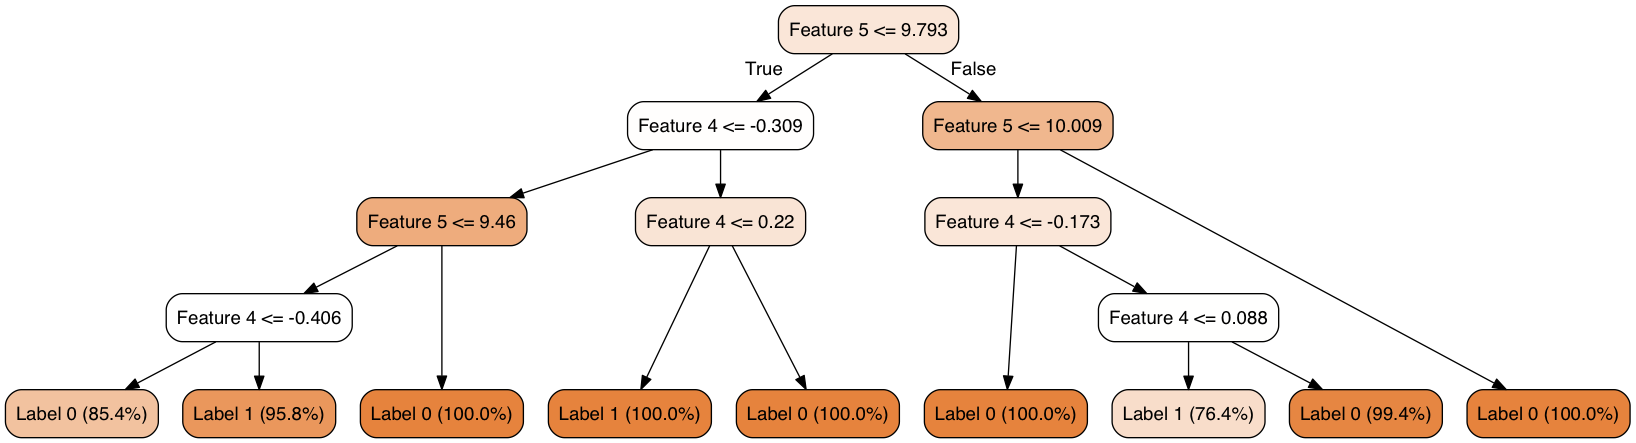 Feature 5 <= 9.793
True
False
Feature 4 <= -0.309
Feature 5 <= 10.009
Feature 5 <= 9.46
Feature 4 <= 0.22
Feature 4 <= -0.173
Feature 4 <= -0.406
Feature 4 <= 0.088
Label 0 (85.4%)
Label 1 (95.8%)
Label 0 (100.0%)
Label 1 (100.0%)
Label 0 (100.0%)
Label 0 (100.0%)
Label 1 (76.4%)
Label 0 (99.4%)
Label 0 (100.0%)